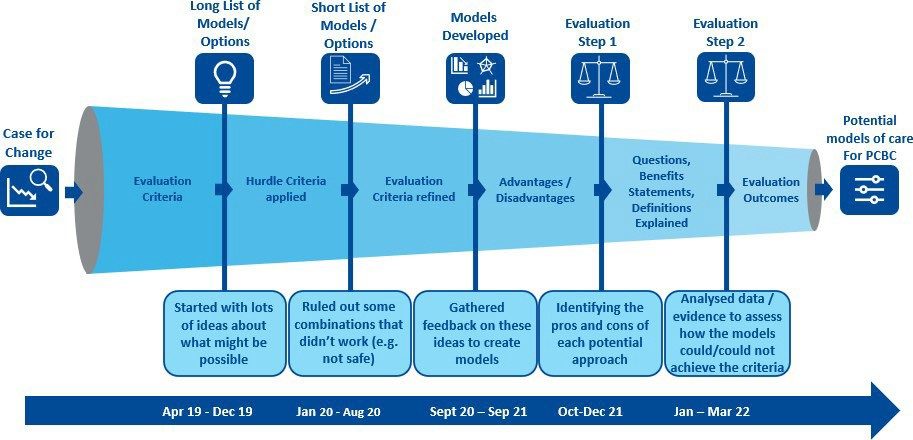 Long List of
Models/
Options
Short List of
Models /
Options
Models
Developed
Evaluation
Step 1
Evaluation
Step 2
Case for
Change
Potential
models of care
For PCBC
Evaluation
Criteria
Hurdle Criteria
applied
Evaluation
Criteria refined
Advantages /
Disadvantages
Questions,
Benefits
Statements,
Definitions
Explained
Evaluation
Outcomes
Started with lots
of ideas about
what might be
possible
Ruled out some
combinations that
didn't work (e.g.
not safe)
Gathered
feedback on these
ideas to create
models
Identifying the
pros and cons of
each potential
approach
Analysed data /
evidence to assess
how the models
could/could not
achieve the criteria
Apr 19 - Dec 19
Jan 20 - Aug 20
Sept 20 – Sep 21
Oct-Dec 21
Jan – Mar 22